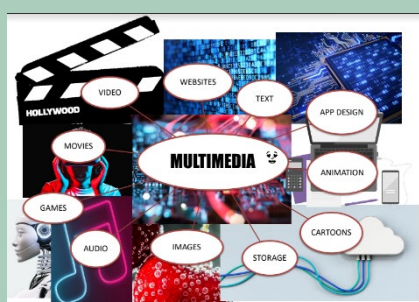 WEBSITES
VIDEO
TEXT
HOLLYWOOD
APP DESIGN
MOVIES
MULTIMEDIA
ANIMATION
GAMES
AUDIO
IMAGES
STORAGE
CARTOONS